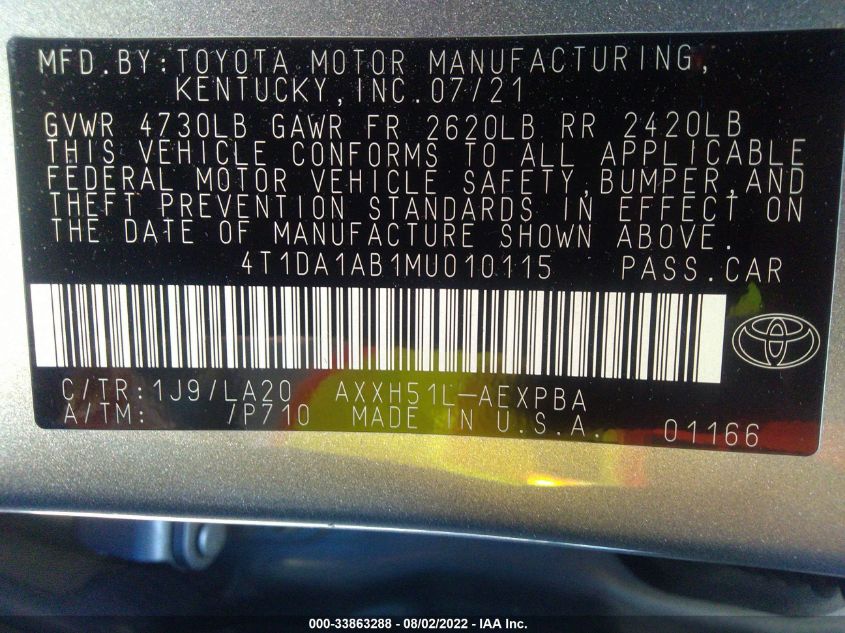 MFD.BY:TOYOTA MOTOR MANUFACTURING,
KENTUCKY,INC.07/21
GVWR 4730LB GAWR FR 2620LB RR 2420LB
THIS VEHICLE CONFORMS TO ALL APPLICABLE
FEDERAL MOTOR VEHICLE SAFETY,BUMPER,AND
THEFT PREVENTION STANDARDS IN EFFECT ON
THE DATE OF MANUFACTURE SHOWN ABOVE.
4T1DA1AB1MU010115 PASS.CAR
C/TR:1J9/LA20 AXXH51L-AEXPBA
A/TM: /P710 MADE IN U.S.A. 01166
000-33863288 - 08/02/2022 - IAA Inc.